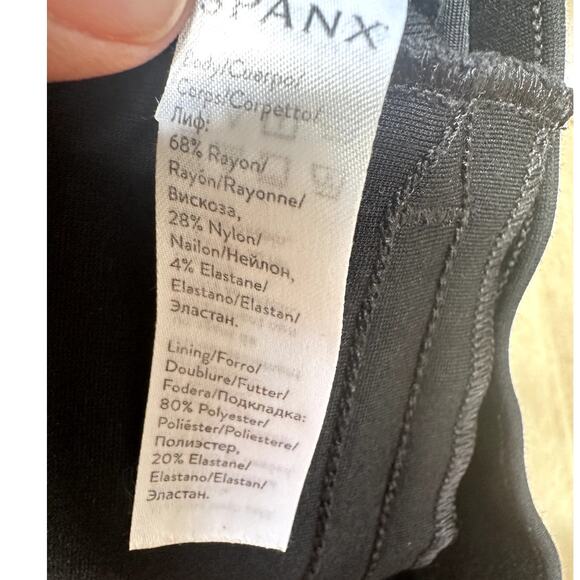 SPANX
Body/Cuerpo/
Corps/Corpetto/
Лиф:
68% Rayon/
Rayón/Rayonne/
Вискоза,
28% Nylon/
Nailon/Нейлон,
4% Elastane/
Elastano/Elastan/
Эластан.
Lining/Forro/
Doublure/Futter/
Fodera/Подкладка:
80% Polyester/
Poliéster/Poliestere/
Полиэстер,
20% Elastane/
Elastano/Elastan/
Эластан.